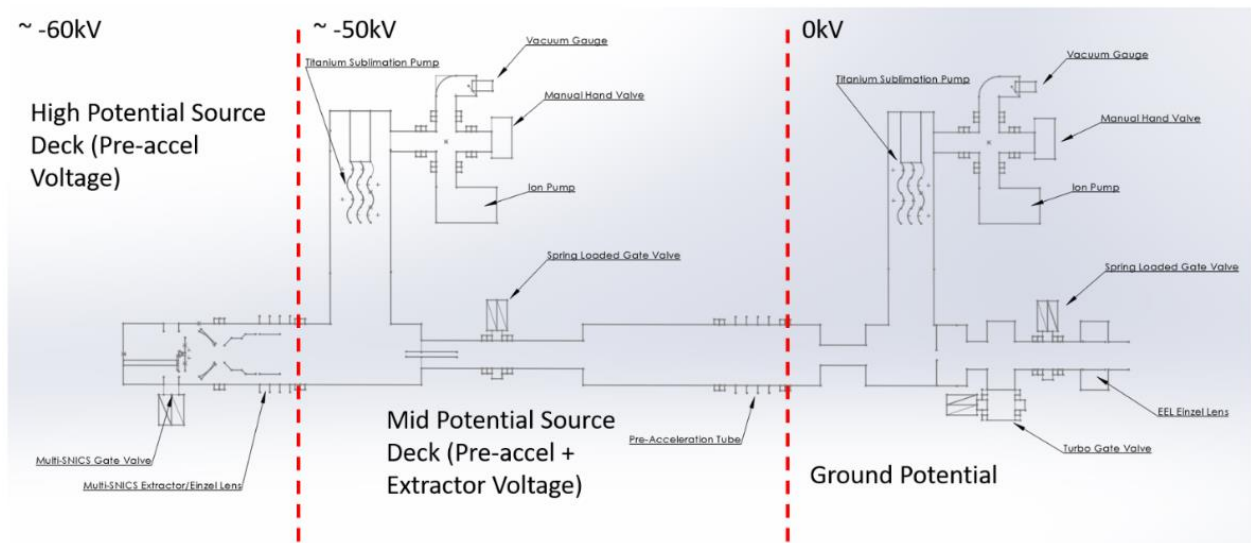 ~ -60kV
~ -50kV
0kV
Vacuum Gauge
Vacuum Gauge
Titanium Sublimation Pump
Titanium Sublimation Pump
High Potential Source
Deck (Pre-accel
Voltage)
Manual Hand Valve
Manual Hand Valve
Ion Pump
Ion Pump
Spring Loaded Gate Valve
Spring Loaded Gate Valve
Mid Potential Source
Deck (Pre-accel +
Extractor Voltage)
EEL Einzel Lens
Pre-Acceleration Tube
Turbo Gate Valve
Multi-SNICS Gate Valve
Ground Potential
Multi-SNICS Extractor/Einzel Lens